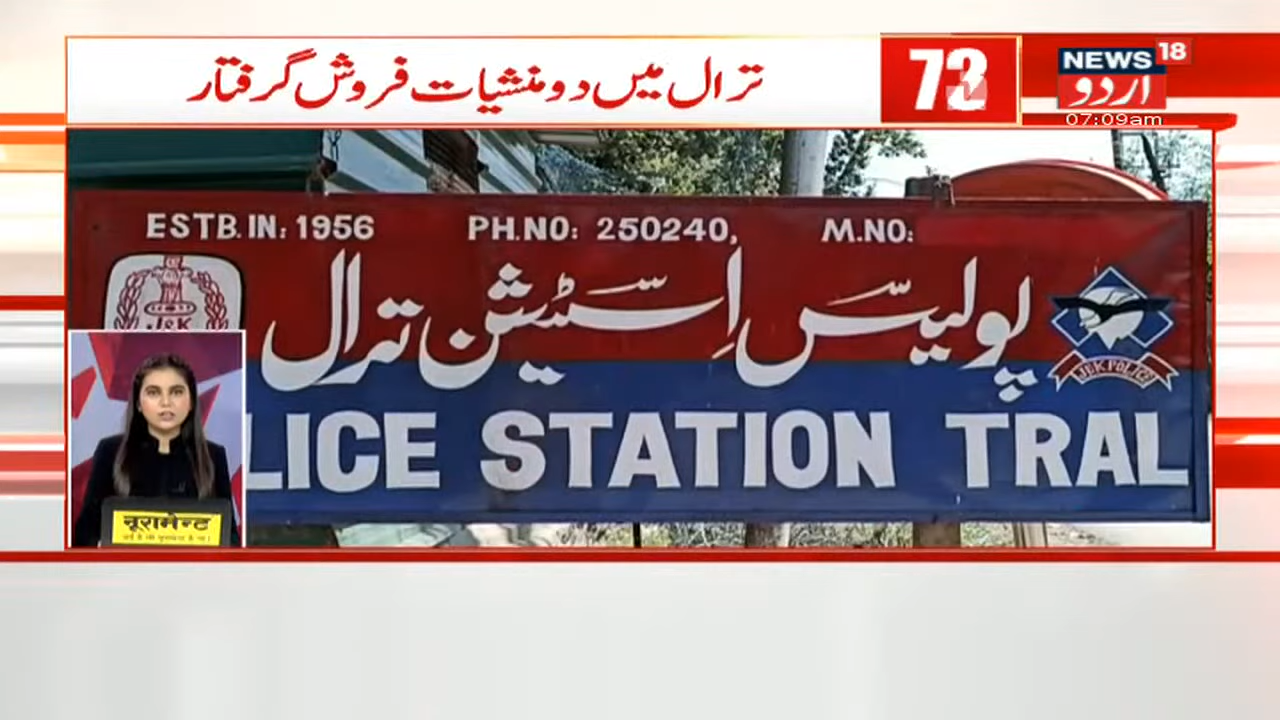 ترال میں دو منشیات فروش گرفتار
NEWS 18
اردو
07:09am
ESTB. IN: 1956 PH.NO: 250240, M.NO:
پولیس اِسٹیشن ترال
J&K
J&K POLICE
LICE STATION TRAL
नूरामेन्ट